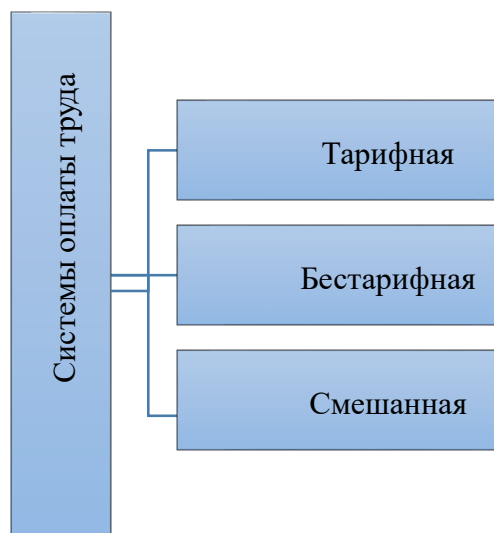 Системы оплаты труда
Тарифная
Бестарифная
Смешанная